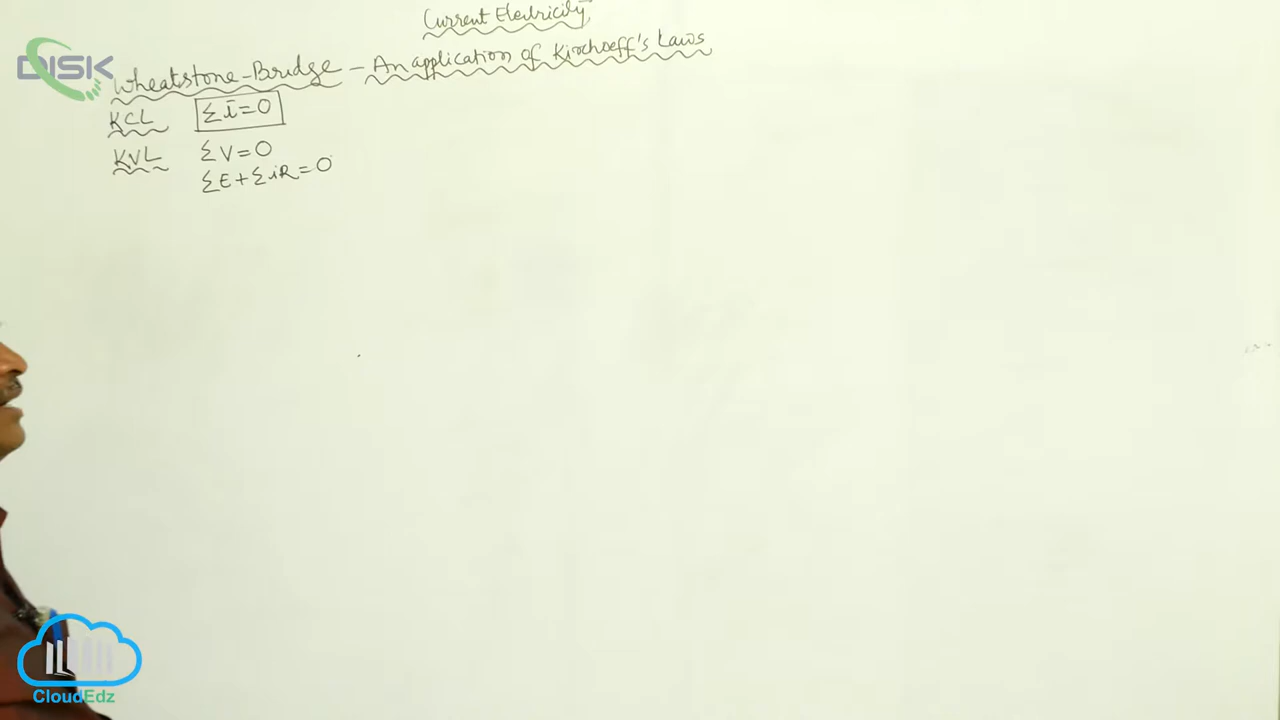 Current Electricity
DISK
Wheatstone-Bridge - An application of Kirchoeff's Laws
KCL Σi=0
KVL ΣV=0
ΣE+ΣiR=0
CloudEdz